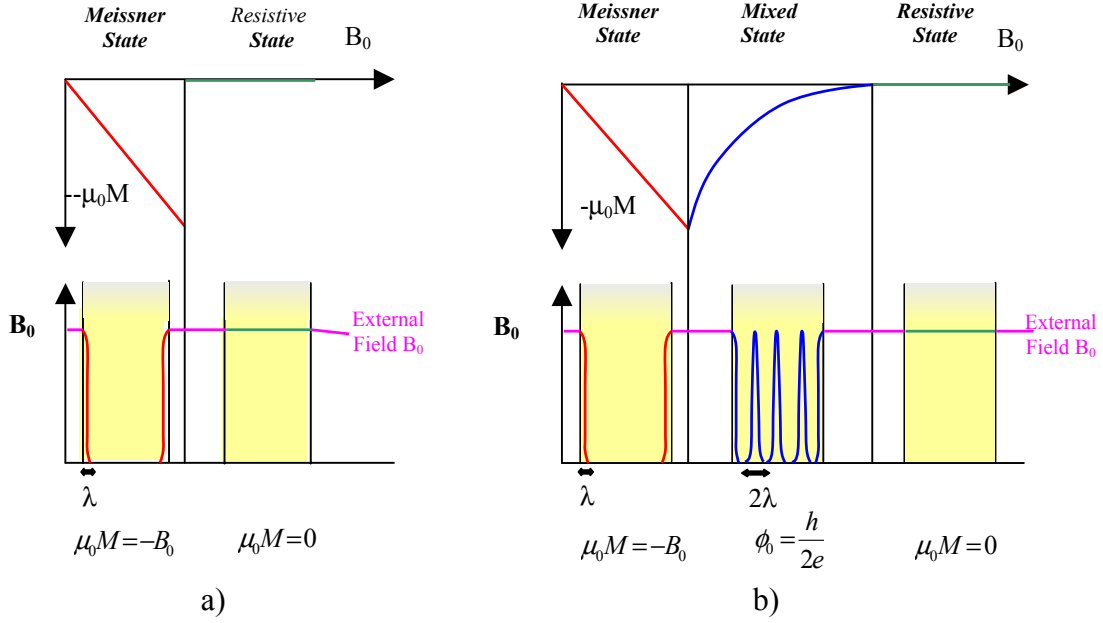 Meissner
State
Resistive
State
B₀
--μ₀M
B₀
External
Field B₀
λ
μ₀M = −B₀
μ₀M = 0
a)
Meissner
State
Mixed
State
Resistive
State
B₀
-μ₀M
B₀
External
Field B₀
λ
2λ
μ₀M = −B₀
ϕ₀ = h/2e
μ₀M = 0
b)